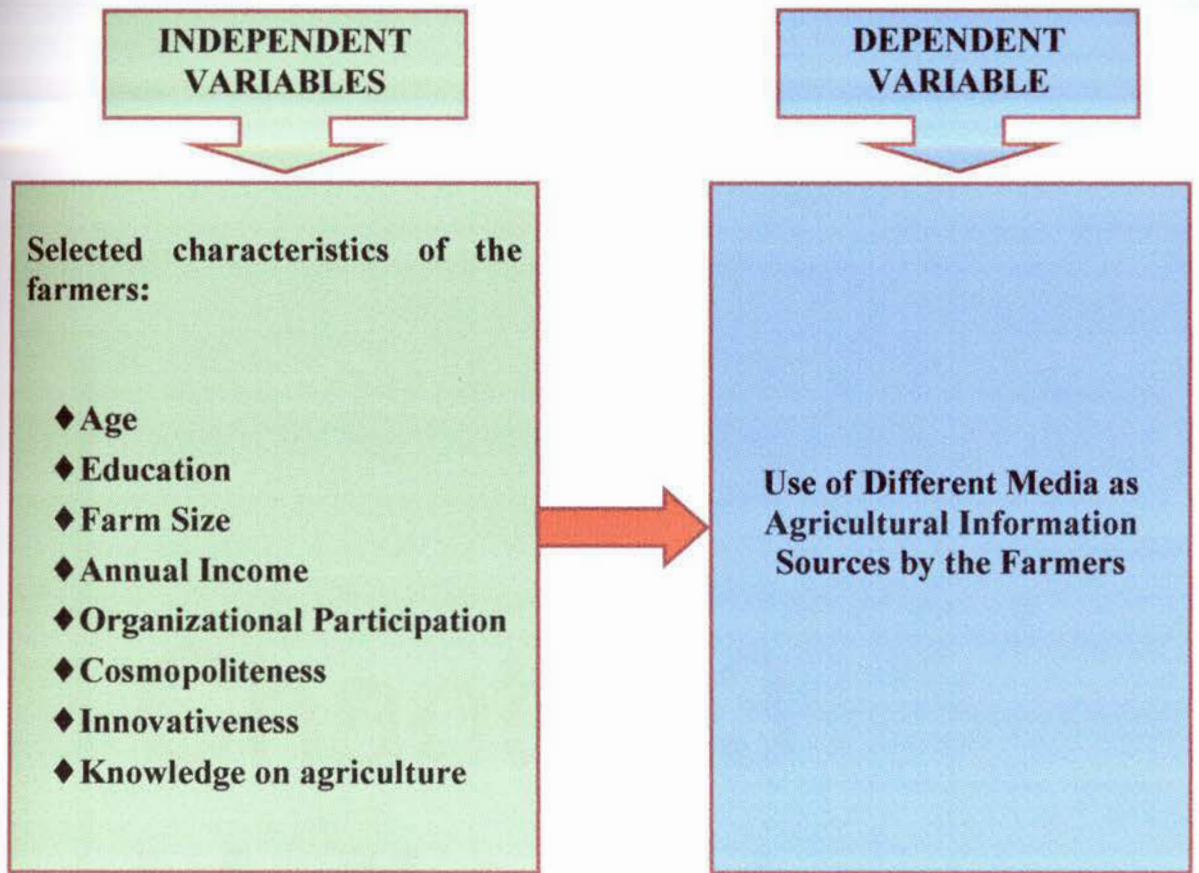 INDEPENDENT
VARIABLES
Selected characteristics of the
farmers:
♦Age
♦Education
♦Farm Size
♦Annual Income
♦Organizational Participation
♦Cosmopoliteness
♦Innovativeness
♦Knowledge on agriculture
DEPENDENT
VARIABLE
Use of Different Media as
Agricultural Information
Sources by the Farmers